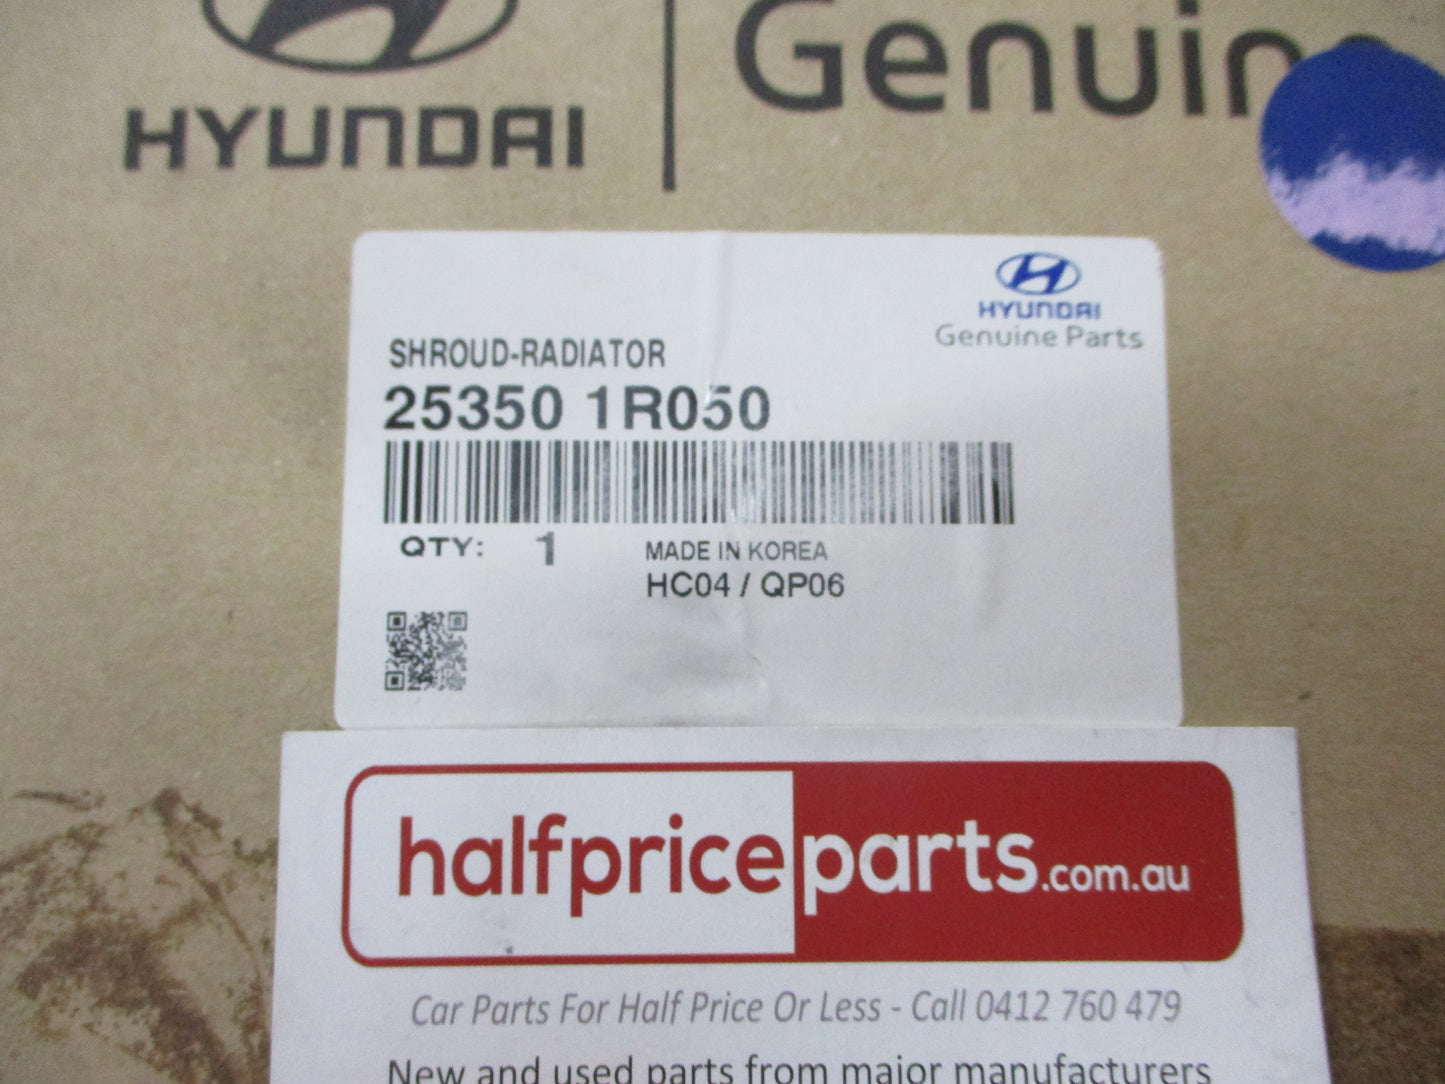 HYUNDAI
Genuine
HYUNDAI
Genuine Parts
SHROUD-RADIATOR
25350 1R050
QTY: 1
MADE IN KOREA
HC04 / QP06
halfpriceparts.com.au
Car Parts For Half Price Or Less - Call 0412 760 479
New and used parts from major manufacturers